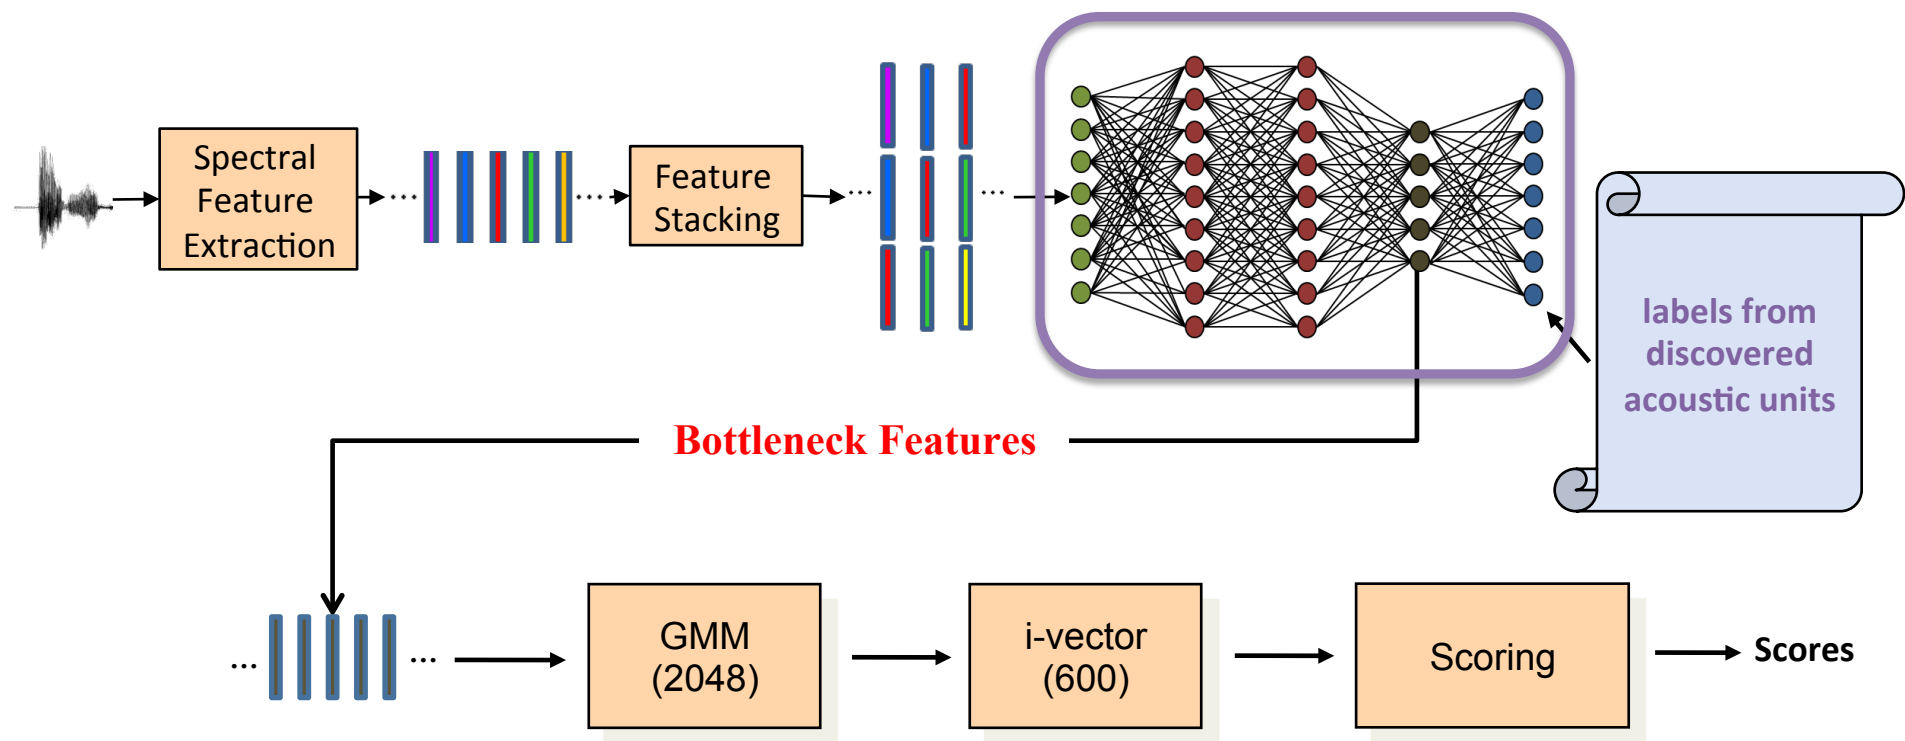 Spectral
Feature
Extraction
Feature
Stacking
labels from
discovered
acoustic units
Bottleneck Features
GMM
(2048)
i-vector
(600)
Scoring
Scores